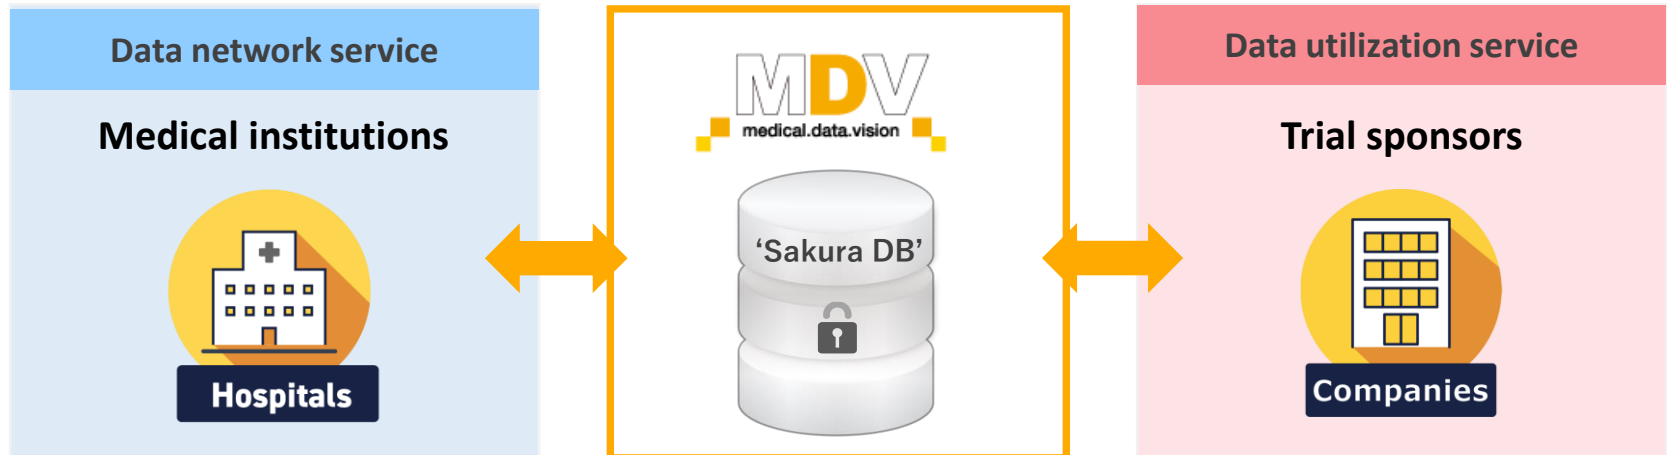 Data network service
Medical institutions
Hospitals
MDV
medical.data.vision
‘Sakura DB’
Data utilization service
Trial sponsors
Companies